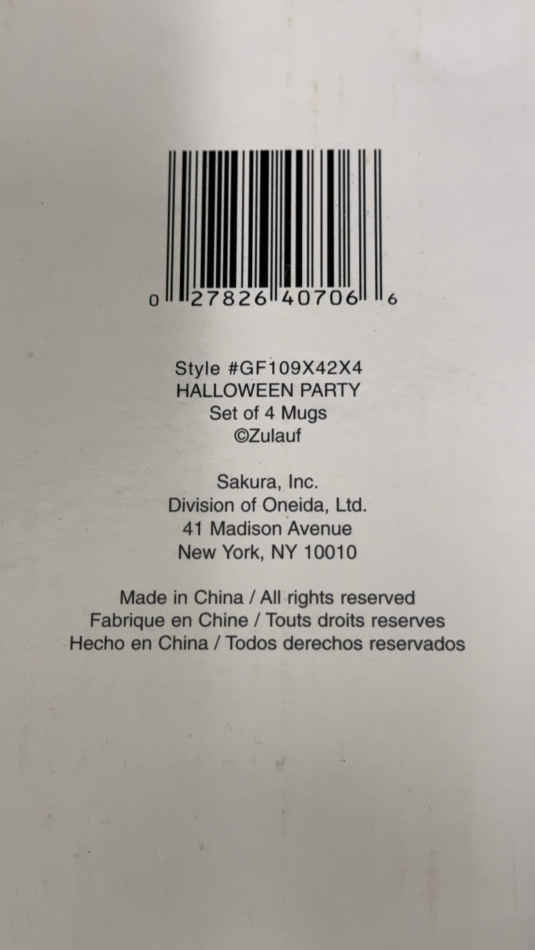 0 27826 40706 6
Style #GF109X42X4
HALLOWEEN PARTY
Set of 4 Mugs
©Zulauf
Sakura, Inc.
Division of Oneida, Ltd.
41 Madison Avenue
New York, NY 10010
Made in China / All rights reserved
Fabrique en Chine / Touts droits reserves
Hecho en China / Todos derechos reservados